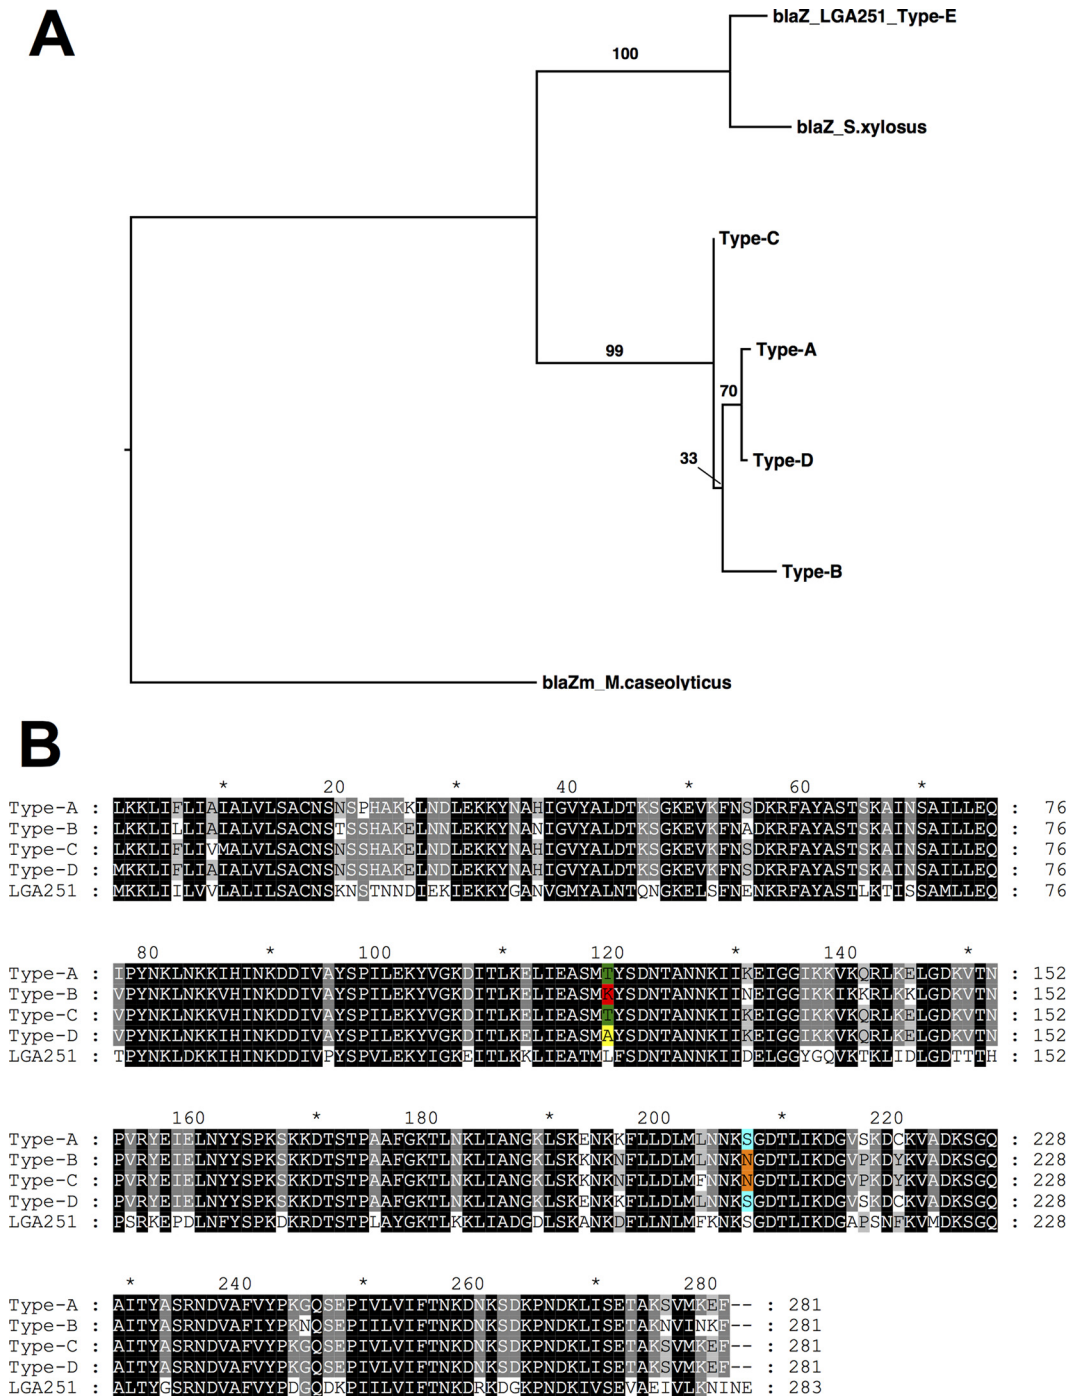 A
blaZ_LGA251_Type-E
100
blaZ_S.xylosus
Type-C
99
Type-A
70
33
Type-D
Type-B
blaZm_M.caseolyticus
B
* 20 * 40 * 60 *
Type-A : LKKLIFLIAIALVLSACNSNSPHAKKLNDLEKKYNAHIGVYALDTKSGKEVKFNSDKRFAYASTSKAINSAILLEQ : 76
Type-B : LKKLILLIAIALVLSACNSTSSHAKELNNLEKKYNANIGVYALDTKSGKEVKFNADKRFAYASTSKAINSAILLEQ : 76
Type-C : LKKLIFLIVMALVLSACNSNSSHAKELNDLEKKYNAHIGVYALDTKSGKEVKFNSDKRFAYASTSKAINSAILLEQ : 76
Type-D : MKKLIFLIAIALVLSACNSNSSHAKELNDLEKKYNAHIGVYALDTKSGKEVKFNSDKRFAYASTSKAINSAILLEQ : 76
LGA251 : MKKLIILVVLALILSACNSKNSTNNDIEKIEKKYGANVGMYALNTQNGKELSFNENKRFAYASTLKTISSAMLLEQ : 76
80 * 100 * 120 * 140 *
Type-A : IPYNKLNKKIHINKDDIVAYSPILEKYVGKDITLKELIEASMTYSDNTANNKIIKEIGGIKKVKQRLKELGDKVTN : 152
Type-B : VPYNKLNKKVHINKDDIVAYSPILEKYVGKDITLKELIEASMKYSDNTANNKIINEIGGIKKIKKRLKKLGDKVTN : 152
Type-C : VPYNKLNKKIHINKDDIVAYSPILEKYVGKDITLKELIEASMTYSDNTANNKIIKEIGGIKKVKQRLKELGDKVTN : 152
Type-D : VPYNKLNKKIHINKDDIVAYSPILEKYVGKDITLKELIEASMAYSDNTANNKIIKEIGGIKKVKQRLKELGDKVTN : 152
LGA251 : TPYNKLDKKIHINKDDIVPYSPVLEKYIGKEITLKKLIEATMLFSDNTANNKIIDELGGYGQVKTKLIDLGDTTTH : 152
160 * 180 * 200 * 220
Type-A : PVRYEIELNYYSPKSKKDTSTPAAFGKTLNKLIANGKLSKENKKFLLDLMLNNKSGDTLIKDGVSKDCKVADKSGQ : 228
Type-B : PVRYEIELNYYSPKSKKDTSTPAAFGKTLNKLIANGKLSKKNKNFLLDLMLNNKNGDTLIKDGVPKDYKVADKSGQ : 228
Type-C : PVRYEIELNYYSPKSKKDTSTPAAFGKTLNKLIANGKLSKKNKNFLLDLMFNNKNGDTLIKDGVPKDYKVADKSGQ : 228
Type-D : PVRYEIELNYYSPKSKKDTSTPAAFGKTLNKLIANGKLSKENKKFLLDLMLNNKSGDTLIKDGVSKDCKVADKSGQ : 228
LGA251 : PSRKEPDLNFYSPKDKRDTSTPLAYGKTLKKLIADGDLSKANKDFLLNLMFKNKSGDTLIKDGAPSNFKVMDKSGQ : 228
* 240 * 260 * 280
Type-A : AITYASRNDVAFVYPKGQSEPIVLVIFTNKDNKSDKPNDKLISETAKSVMKEF-- : 281
Type-B : AITYASRNDVAFIYPKNQSEPIILVIFTNKDNKSDKPNDKLISETAKNVINKF-- : 281
Type-C : AITYASRNDVAFVYPKGQSEPIVLVIFTNKDNKSDKPNDKLISETAKSVMKEF-- : 281
Type-D : AITYASRNDVAFVYPKGQSEPIVLVIFTNKDNKSDKPNDKLISETAKSVMKEF-- : 281
LGA251 : ALTYGSRNDVAFVYPDGQDKPIILVIFTNKDRKDGKPNDKIVSEVAEIVLKNINE : 283